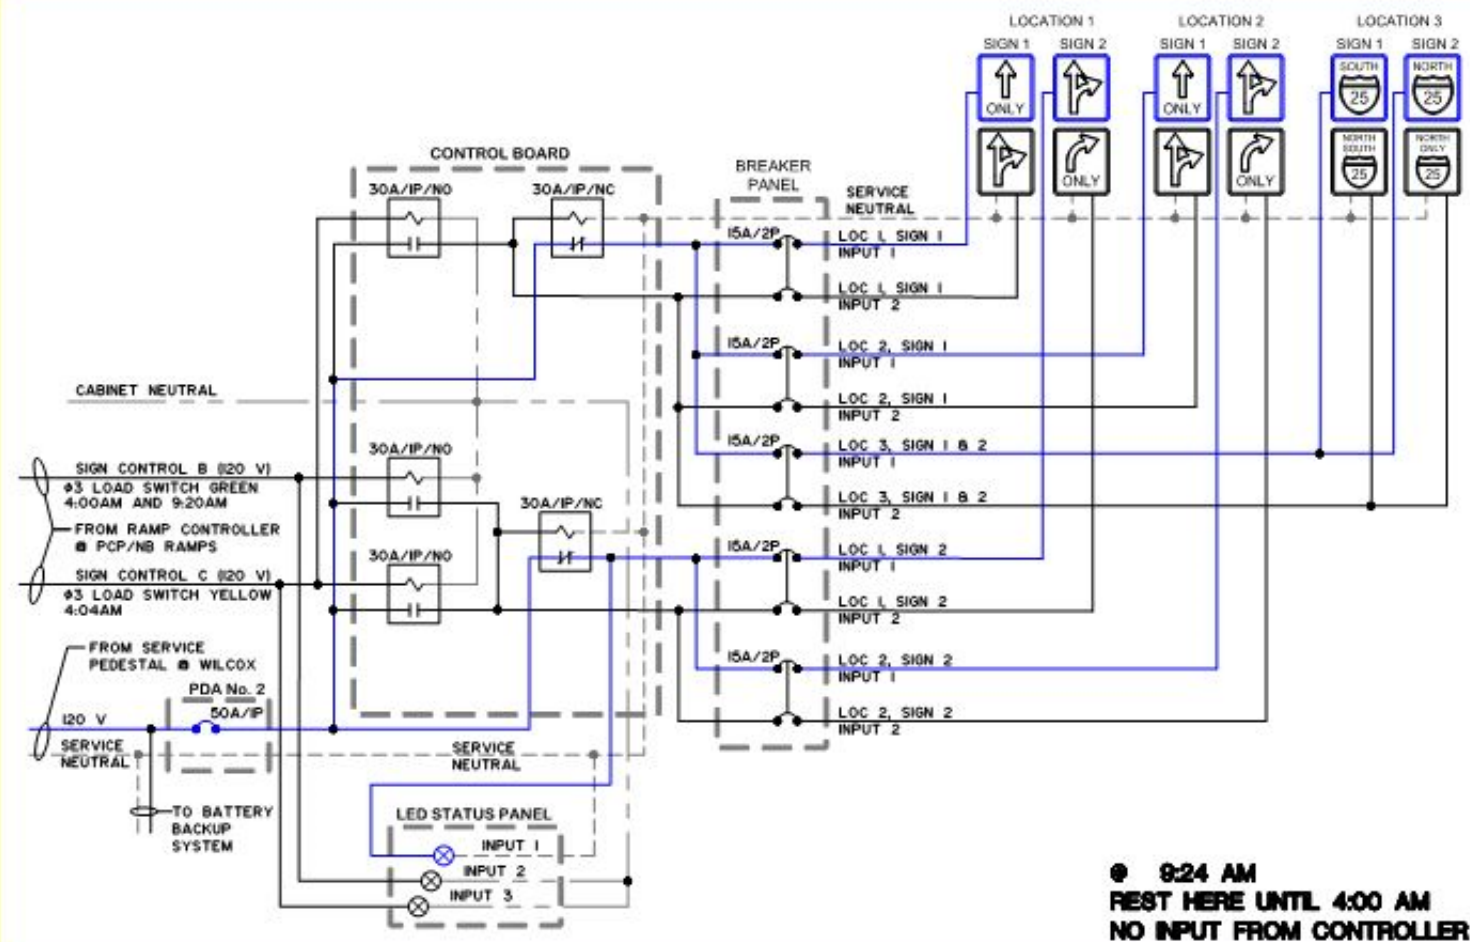 LOCATION 1
LOCATION 2
LOCATION 3
SIGN 1
SIGN 2
SIGN 1
SIGN 2
SIGN 1
SIGN 2
ONLY
ONLY
SOUTH
25
NORTH
25
ONLY
ONLY
NORTH
SOUTH
25
NORTH
ONLY
25
CONTROL BOARD
BREAKER
PANEL
30A/IP/NO
30A/IP/NC
SERVICE
NEUTRAL
15A/2P
LOC 1, SIGN 1
INPUT 1
LOC 1, SIGN 1
INPUT 2
15A/2P
LOC 2, SIGN 1
INPUT 1
CABINET NEUTRAL
LOC 2, SIGN 1
INPUT 2
30A/IP/NO
15A/2P
LOC 3, SIGN 1 & 2
INPUT 1
SIGN CONTROL B (120 V)
Φ3 LOAD SWITCH GREEN
4:00AM AND 9:20AM
30A/IP/NC
LOC 3, SIGN 1 & 2
INPUT 2
FROM RAMP CONTROLLER
@ PCP/NB RAMPS
30A/IP/NO
15A/2P
LOC 1, SIGN 2
INPUT 1
SIGN CONTROL C (120 V)
Φ3 LOAD SWITCH YELLOW
4:04AM
LOC 1, SIGN 2
INPUT 2
FROM SERVICE
PEDESTAL @ WILCOX
15A/2P
LOC 2, SIGN 2
INPUT 1
PDA No. 2
50A/IP
120 V
LOC 2, SIGN 2
INPUT 2
SERVICE
NEUTRAL
SERVICE
NEUTRAL
TO BATTERY
BACKUP
SYSTEM
LED STATUS PANEL
INPUT 1
INPUT 2
INPUT 3
@ 9:24 AM
REST HERE UNTIL 4:00 AM
NO INPUT FROM CONTROLLER